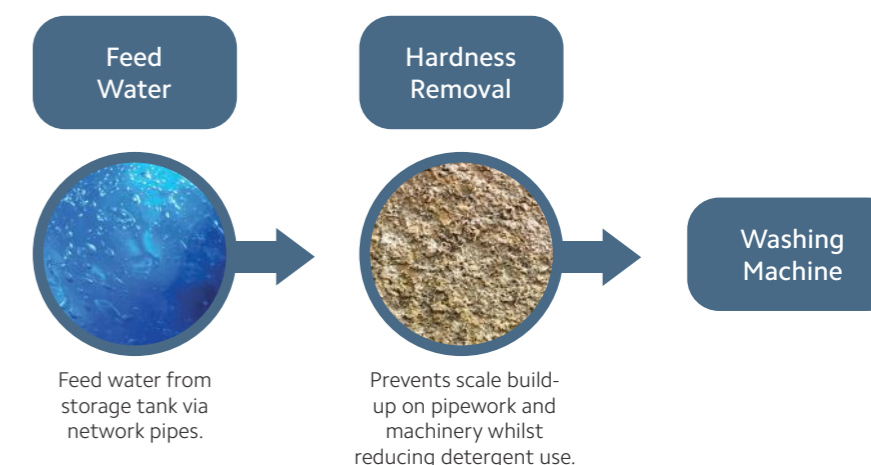 Feed
Water
Hardness
Removal
Washing
Machine
Feed water from
storage tank via
network pipes.
Prevents scale build-
up on pipework and
machinery whilst
reducing detergent use.